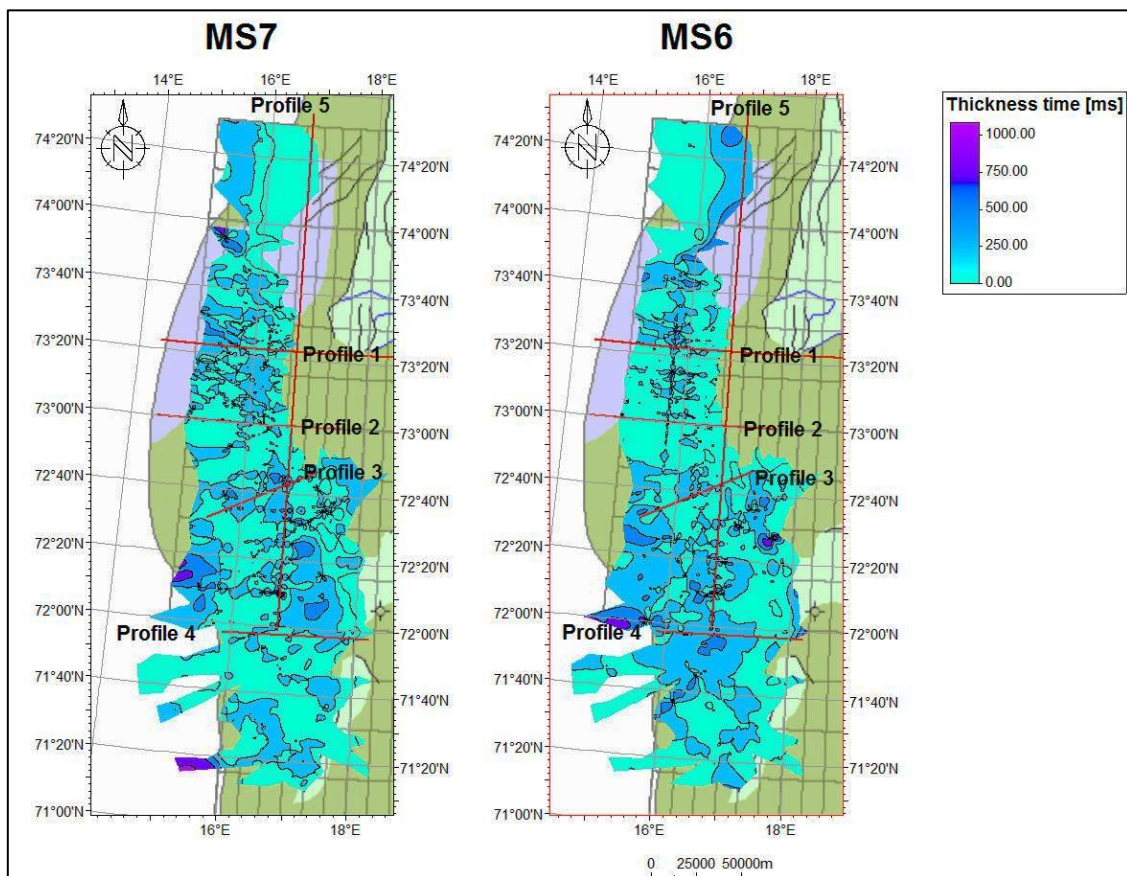 MS7
MS6
14°E 16°E 18°E
14°E 16°E 18°E
Profile 5
Profile 5
Thickness time [ms]
1000.00
750.00
500.00
250.00
0.00
N
N
74°20'N
74°20'N
74°20'N
74°20'N
74°00'N
74°00'N
74°00'N
74°00'N
73°40'N
73°40'N
73°40'N
73°40'N
73°20'N
73°20'N
Profile 1
Profile 1
73°20'N
73°20'N
73°00'N
73°00'N
Profile 2
Profile 2
73°00'N
73°00'N
72°40'N
72°40'N
Profile 3
Profile 3
72°40'N
72°40'N
72°20'N
72°20'N
72°20'N
72°20'N
72°00'N
72°00'N
Profile 4
Profile 4
72°00'N
72°00'N
71°40'N
71°40'N
71°40'N
71°40'N
71°20'N
71°20'N
71°20'N
71°20'N
71°00'N
71°00'N
16°E 18°E
16°E 18°E
0 25000 50000m